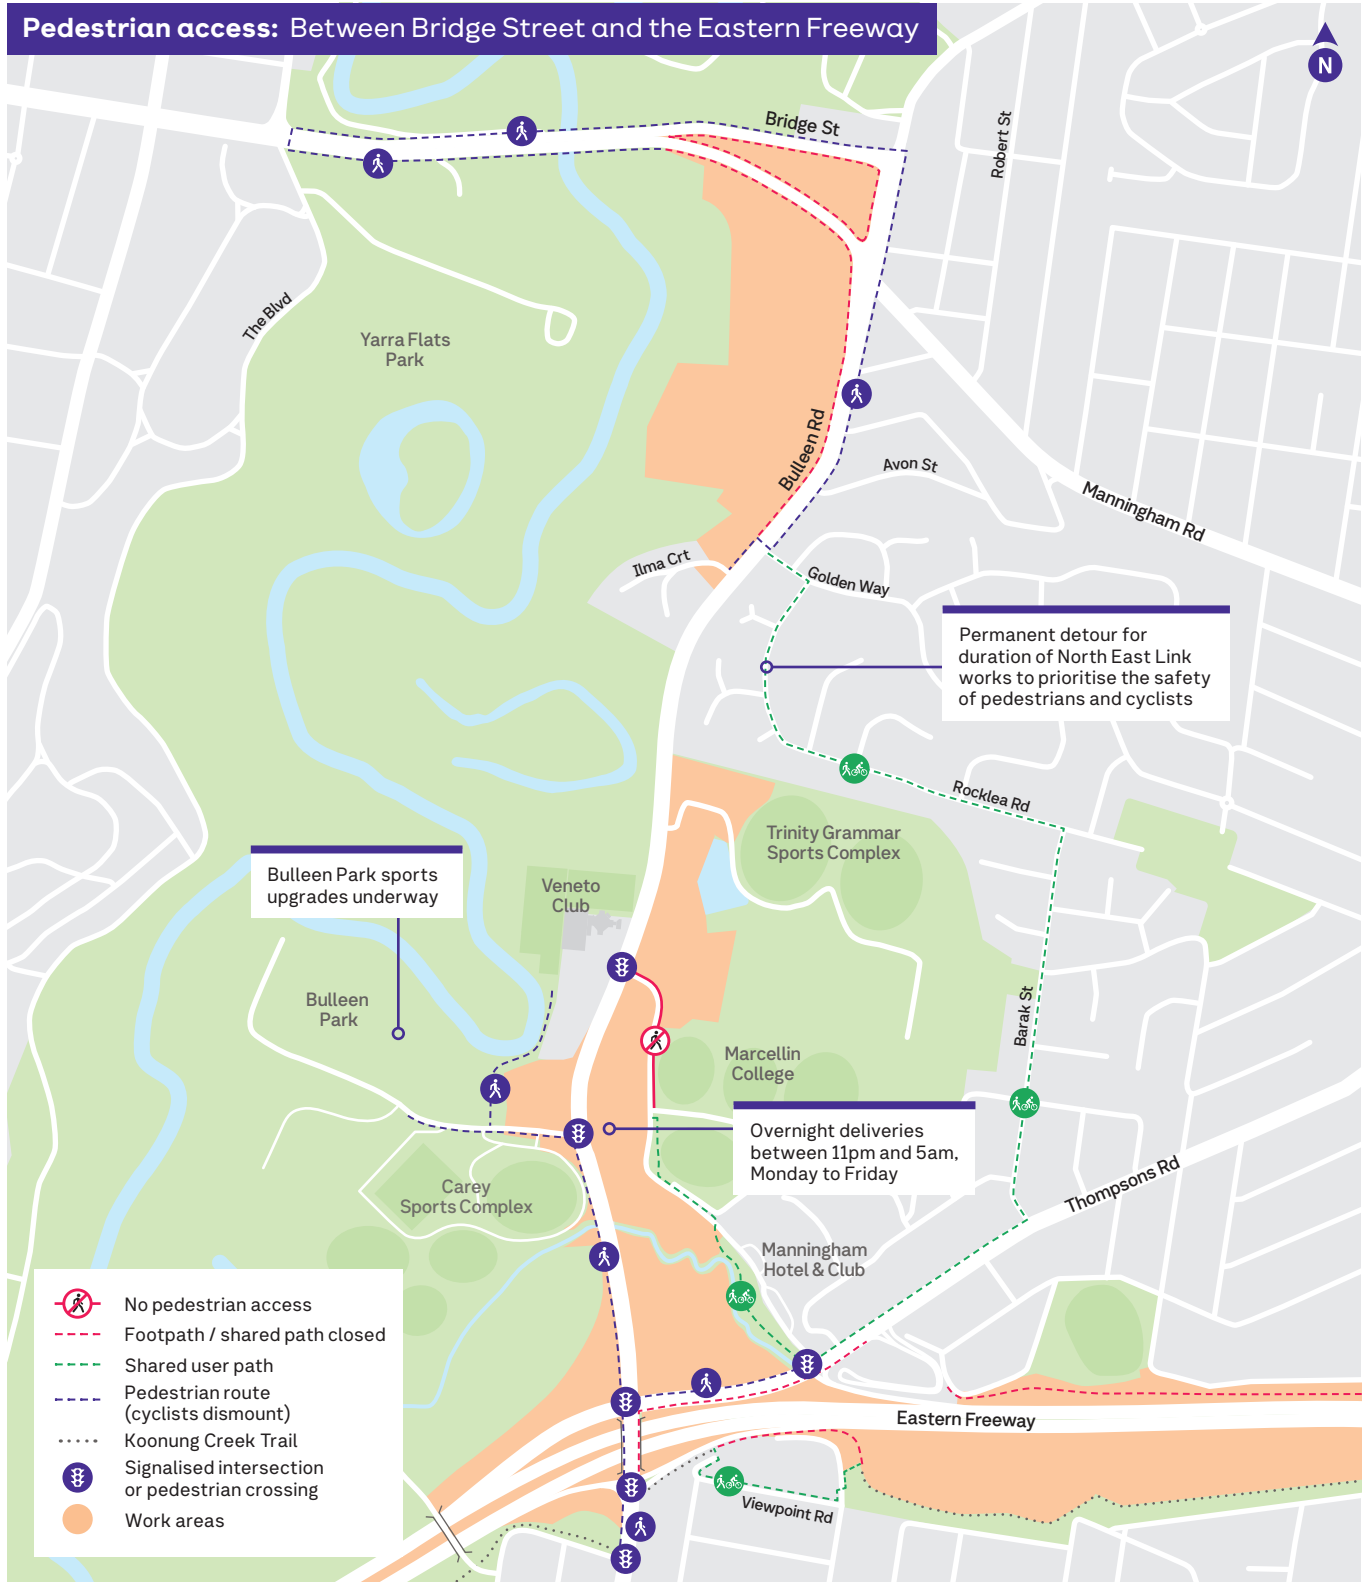 Pedestrian access: Between Bridge Street and the Eastern Freeway
N
Bridge St
Robert St
The Blvd
Yarra Flats
Park
Bulleen Rd
Avon St
Manningham Rd
Ilma Crt
Golden Way
Permanent detour for
duration of North East Link
works to prioritise the safety
of pedestrians and cyclists
Rocklea Rd
Trinity Grammar
Sports Complex
Bulleen Park sports
upgrades underway
Veneto
Club
Bulleen
Park
Barak St
Marcellin
College
Overnight deliveries
between 11pm and 5am,
Monday to Friday
Thompsons Rd
Carey
Sports Complex
Manningham
Hotel & Club
No pedestrian access
Footpath / shared path closed
Shared user path
Pedestrian route
(cyclists dismount)
Koonung Creek Trail
Signalised intersection
or pedestrian crossing
Work areas
Eastern Freeway
Viewpoint Rd